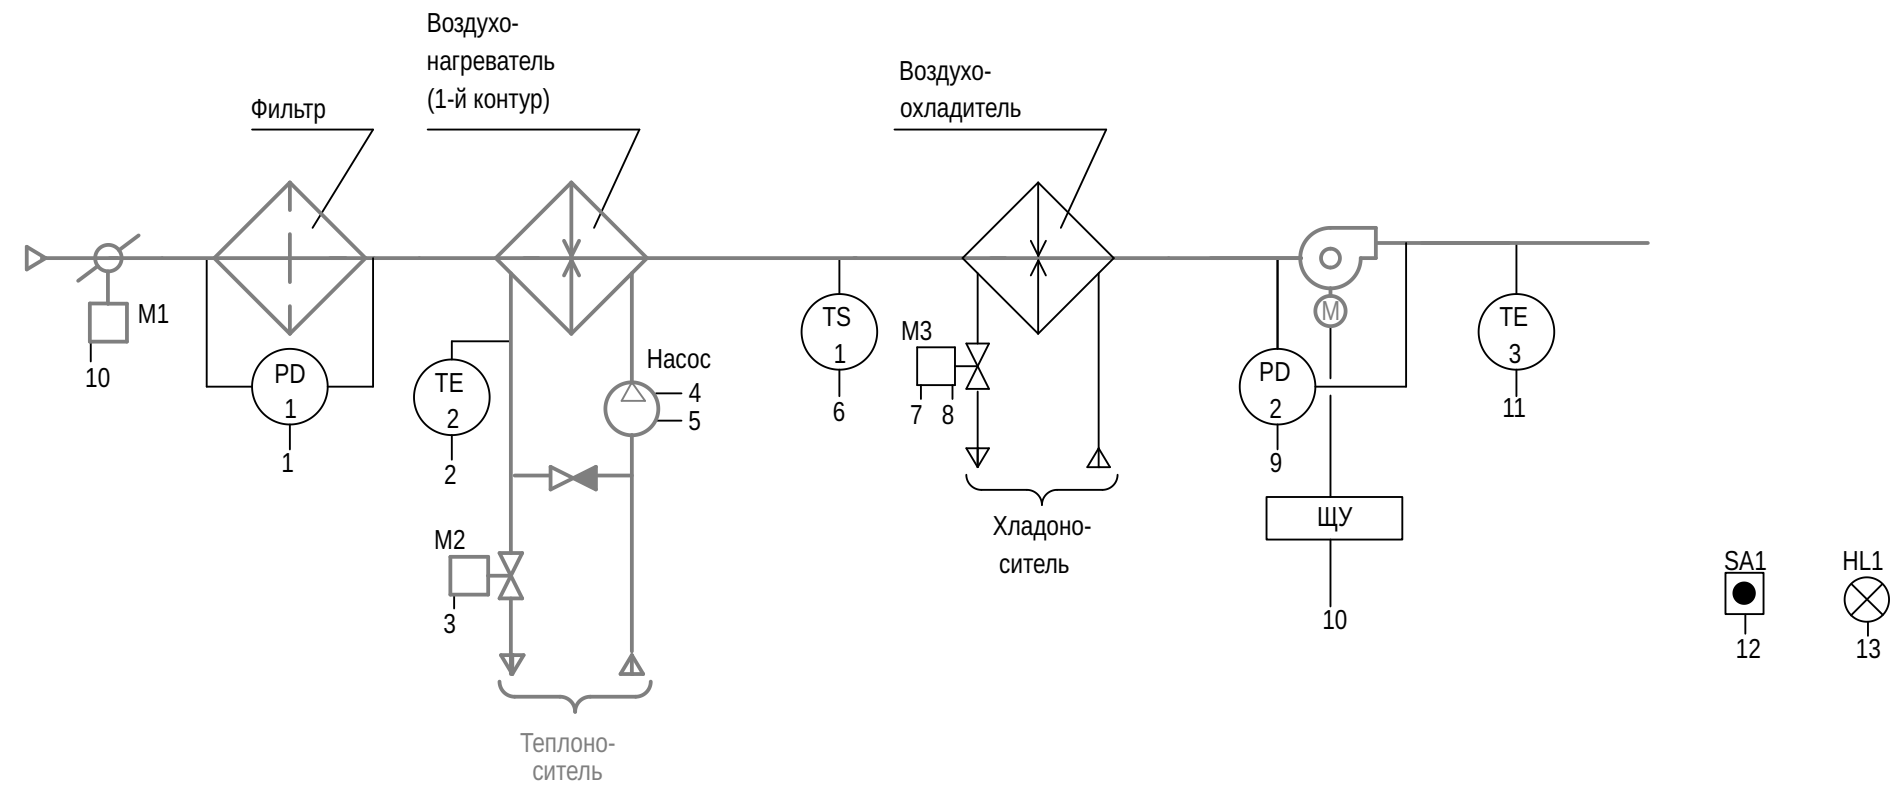 Воздухо-
нагреватель
(1-й контур)
Фильтр
Воздухо-
охладитель
M1
10
PD
1
1
TE
2
2
Насос
4
5
M2
3
Теплоно-
ситель
TS
1
6
M3
7 8
Хладоно-
ситель
M
PD
2
9
ЩУ
10
TE
3
11
SA1
12
HL1
13